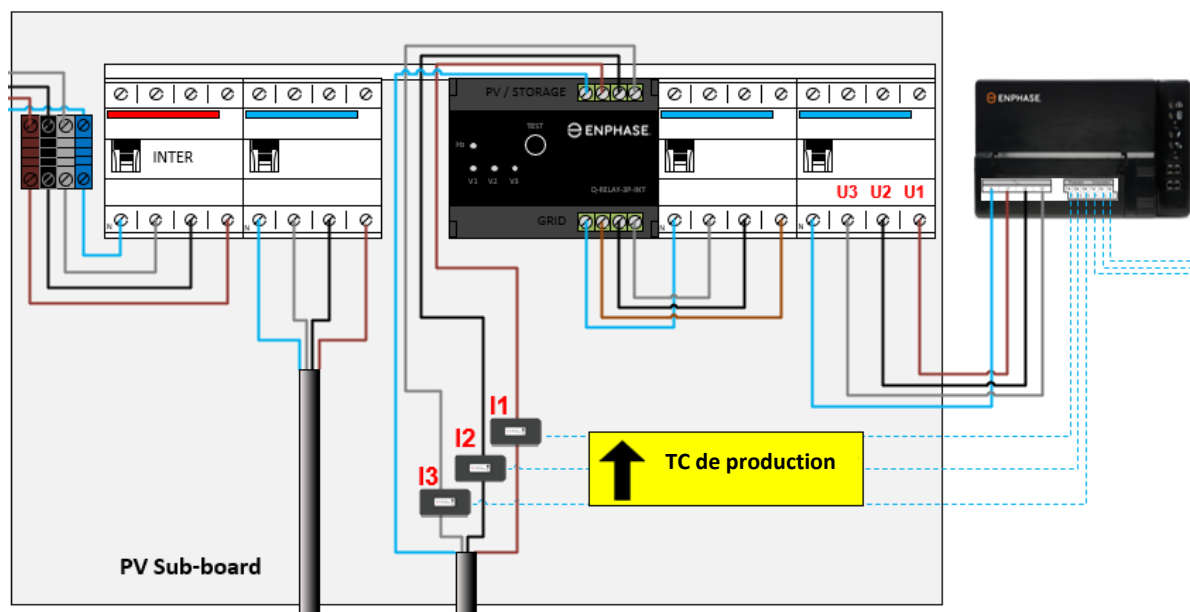 PV / STORAGE
TEST
ENPHASE
Hz
V1 V2 V3
Q-RELAY-3P-INT
GRID
INTER
N
N
N
N
U3 U2 U1
ENPHASE
I1
I2
I3
TC de production
PV Sub-board